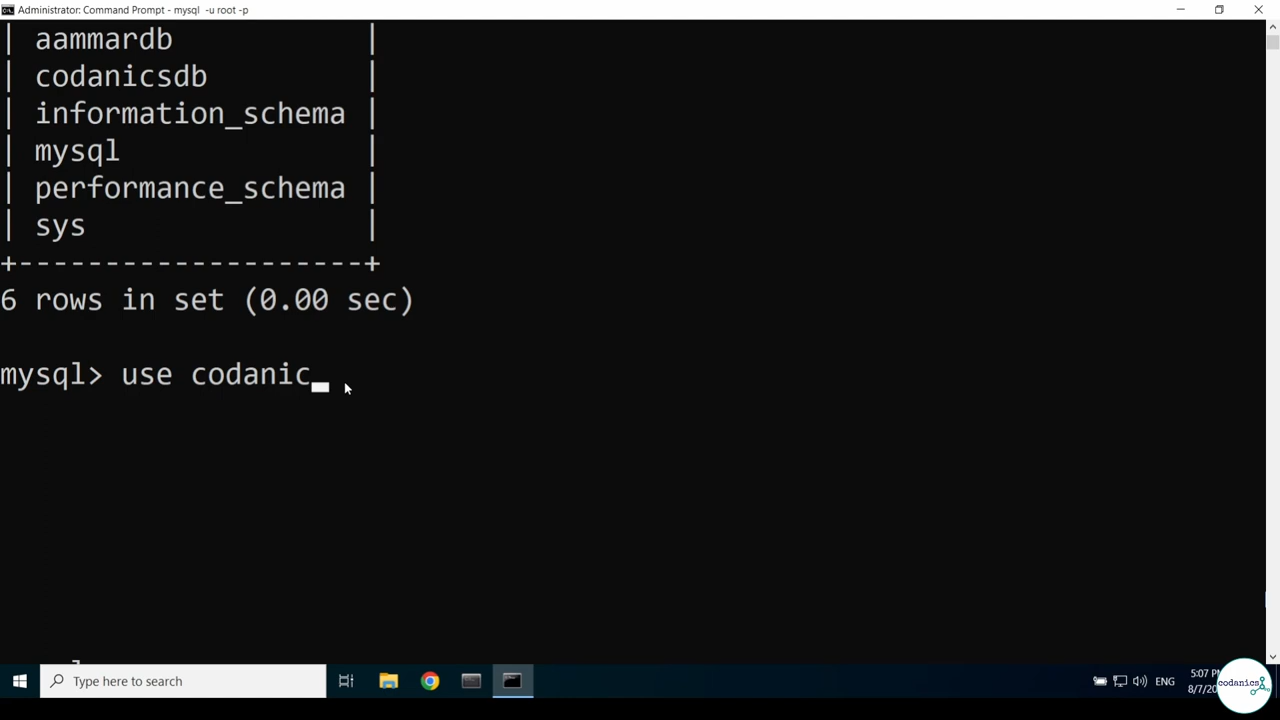 Administrator: Command Prompt - mysql -u root -p
| aammardb |
| codanicsdb |
| information_schema |
| mysql |
| performance_schema |
| sys |
+--------------------+
6 rows in set (0.00 sec)
mysql> use codanic
Type here to search
ENG
5:07 PM
8/7/20
codanics